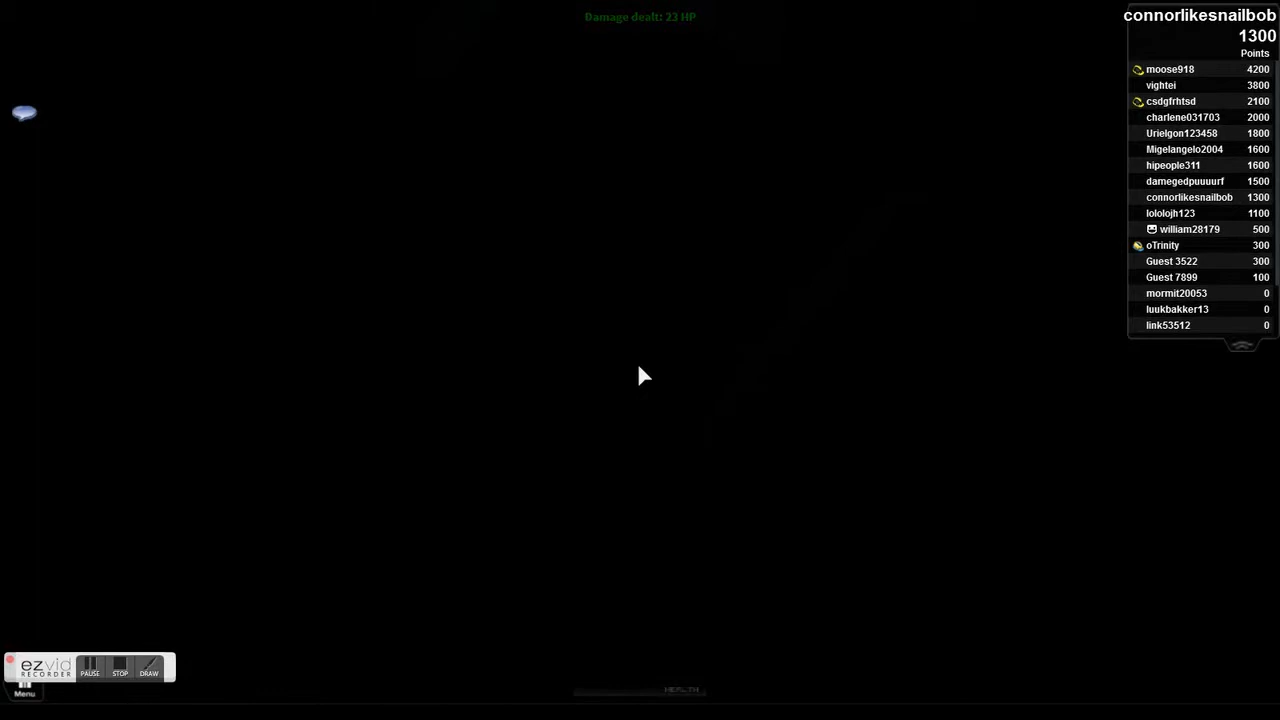 Damage dealt: 23 HP
connorlikesnailbob
1300
Points
moose918 4200
vightei 3800
csdgfrhtsd 2100
charlene031703 2000
Urielgon123458 1800
Migelangelo2004 1600
hipeople311 1600
damegedpuuuurf 1500
connorlikesnailbob 1300
lololojh123 1100
william28179 500
oTrinity 300
Guest 3522 300
Guest 7899 100
mormit20053 0
luukbakker13 0
link53512 0
ezvid
RECORDER
PAUSE STOP DRAW
Menu
HEALTH